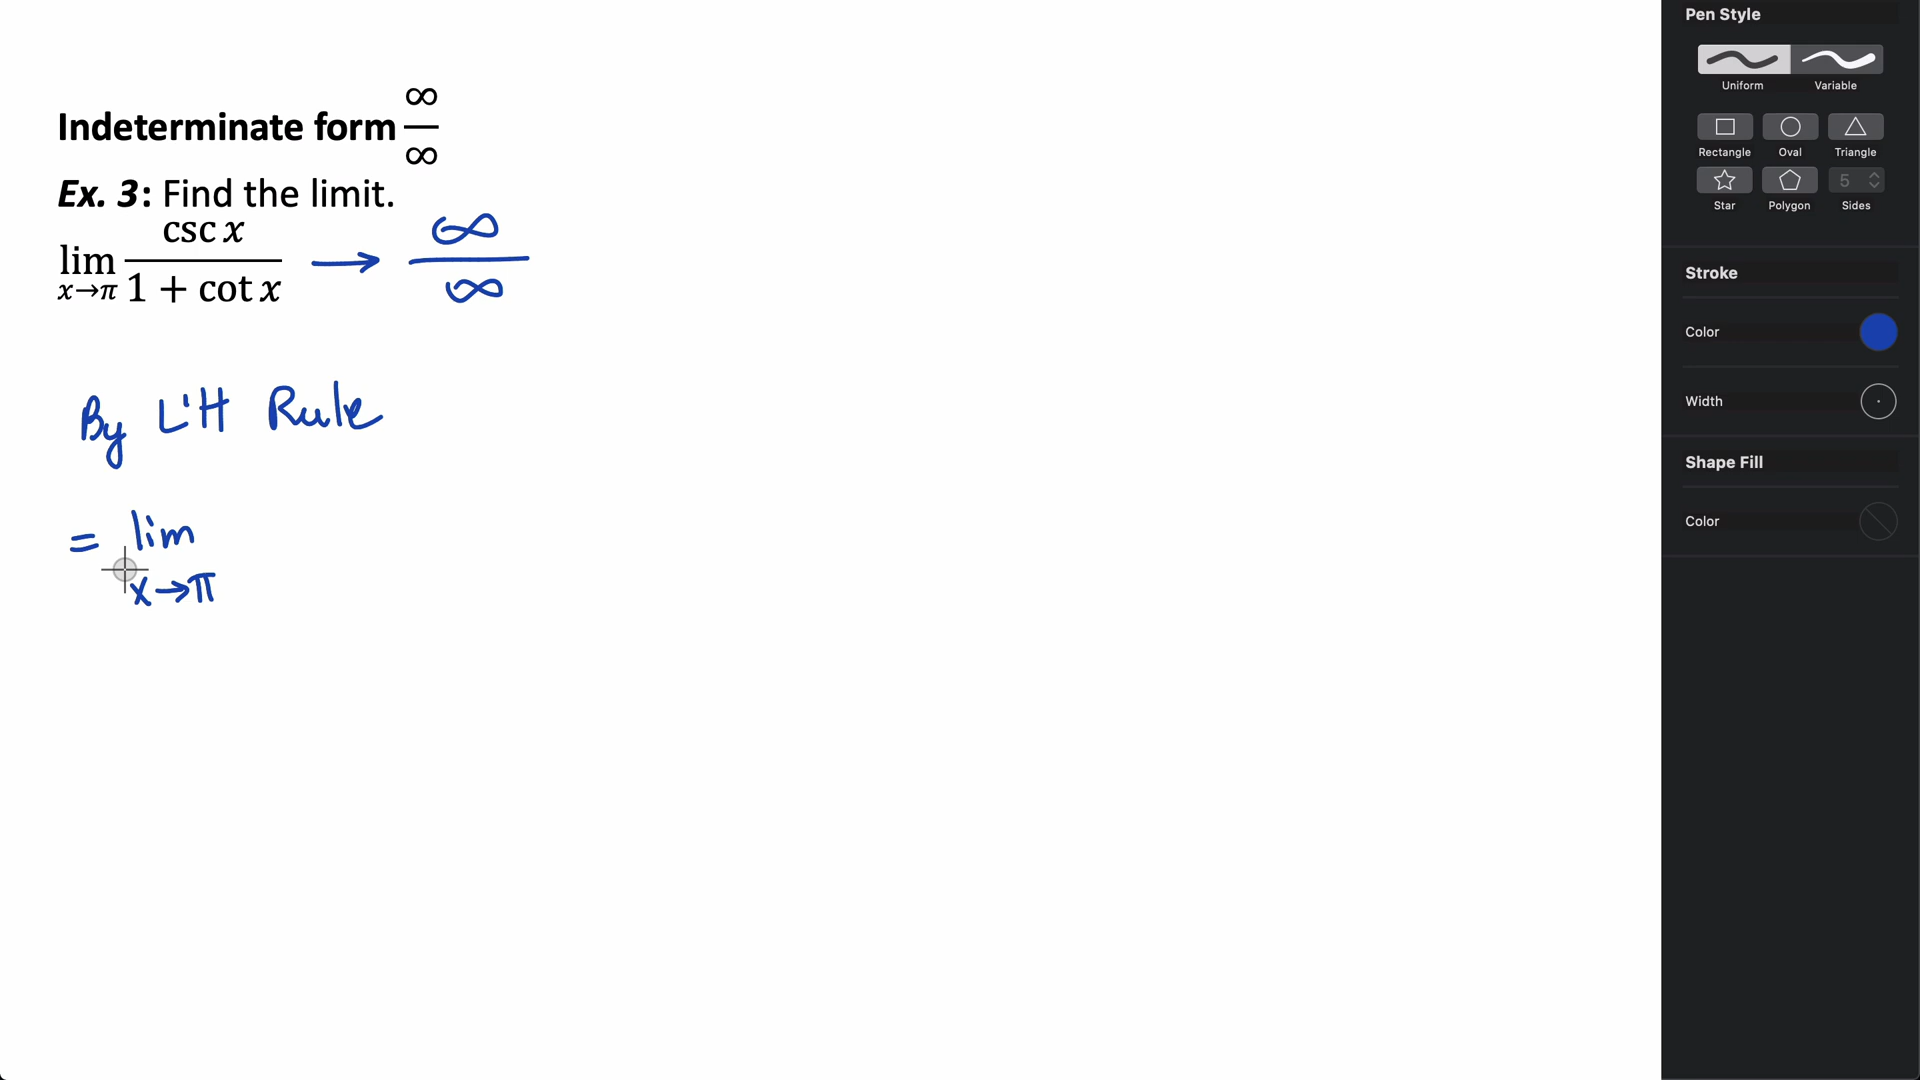 Indeterminate form ∞/∞
Ex. 3: Find the limit.
lim x→π csc x / (1 + cot x) → ∞/∞
By L'H Rule
= lim x→π
Pen Style
Uniform Variable
Rectangle Oval Triangle
5
Star Polygon Sides
Stroke
Color
Width
Shape Fill
Color